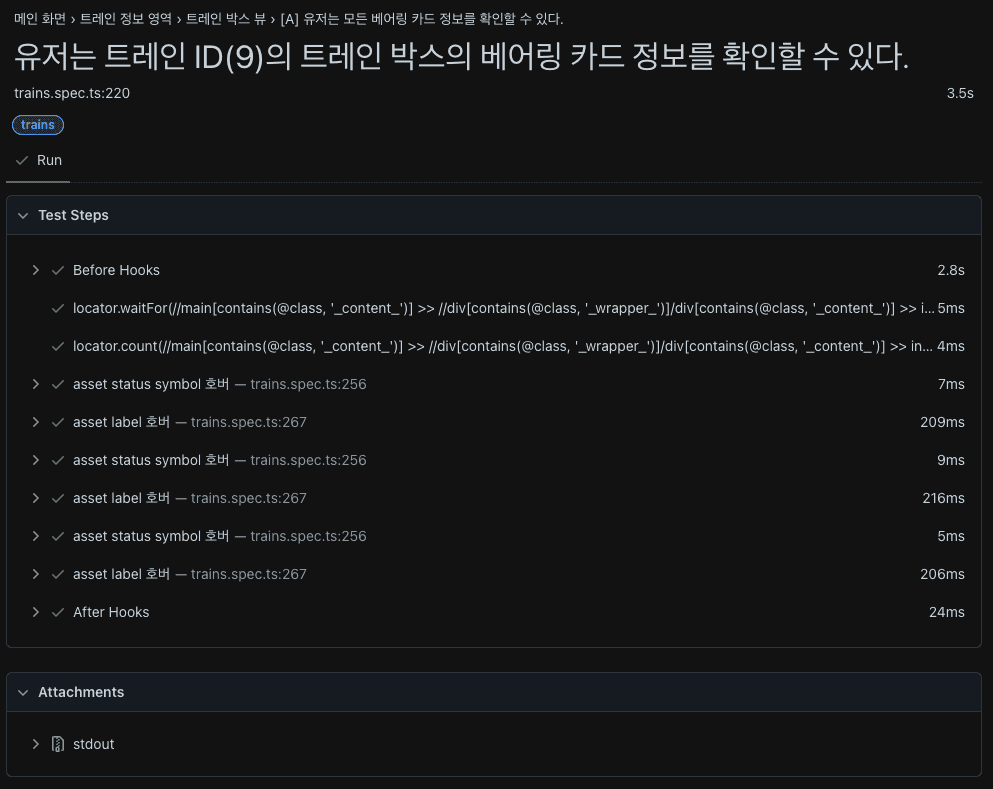 메인 화면 › 트레인 정보 영역 › 트레인 박스 뷰 › [A] 유저는 모든 베어링 카드 정보를 확인할 수 있다.
유저는 트레인 ID(9)의 트레인 박스의 베어링 카드 정보를 확인할 수 있다.
trains.spec.ts:220 3.5s
trains
Run
Test Steps
Before Hooks 2.8s
locator.waitFor(//main[contains(@class, '_content_')] >> //div[contains(@class, '_wrapper_')]/div[contains(@class, '_content_')] >> i... 5ms
locator.count(//main[contains(@class, '_content_')] >> //div[contains(@class, '_wrapper_')]/div[contains(@class, '_content_')] >> in... 4ms
asset status symbol 호버 — trains.spec.ts:256 7ms
asset label 호버 — trains.spec.ts:267 209ms
asset status symbol 호버 — trains.spec.ts:256 9ms
asset label 호버 — trains.spec.ts:267 216ms
asset status symbol 호버 — trains.spec.ts:256 5ms
asset label 호버 — trains.spec.ts:267 206ms
After Hooks 24ms
Attachments
stdout